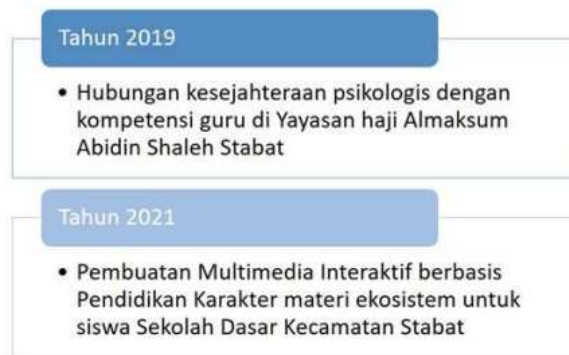 Tahun 2019
• Hubungan kesejahteraan psikologis dengan
kompetensi guru di Yayasan haji Almaksum
Abidin Shaleh Stabat
Tahun 2021
• Pembuatan Multimedia Interaktif berbasis
Pendidikan Karakter materi ekosistem untuk
siswa Sekolah Dasar Kecamatan Stabat